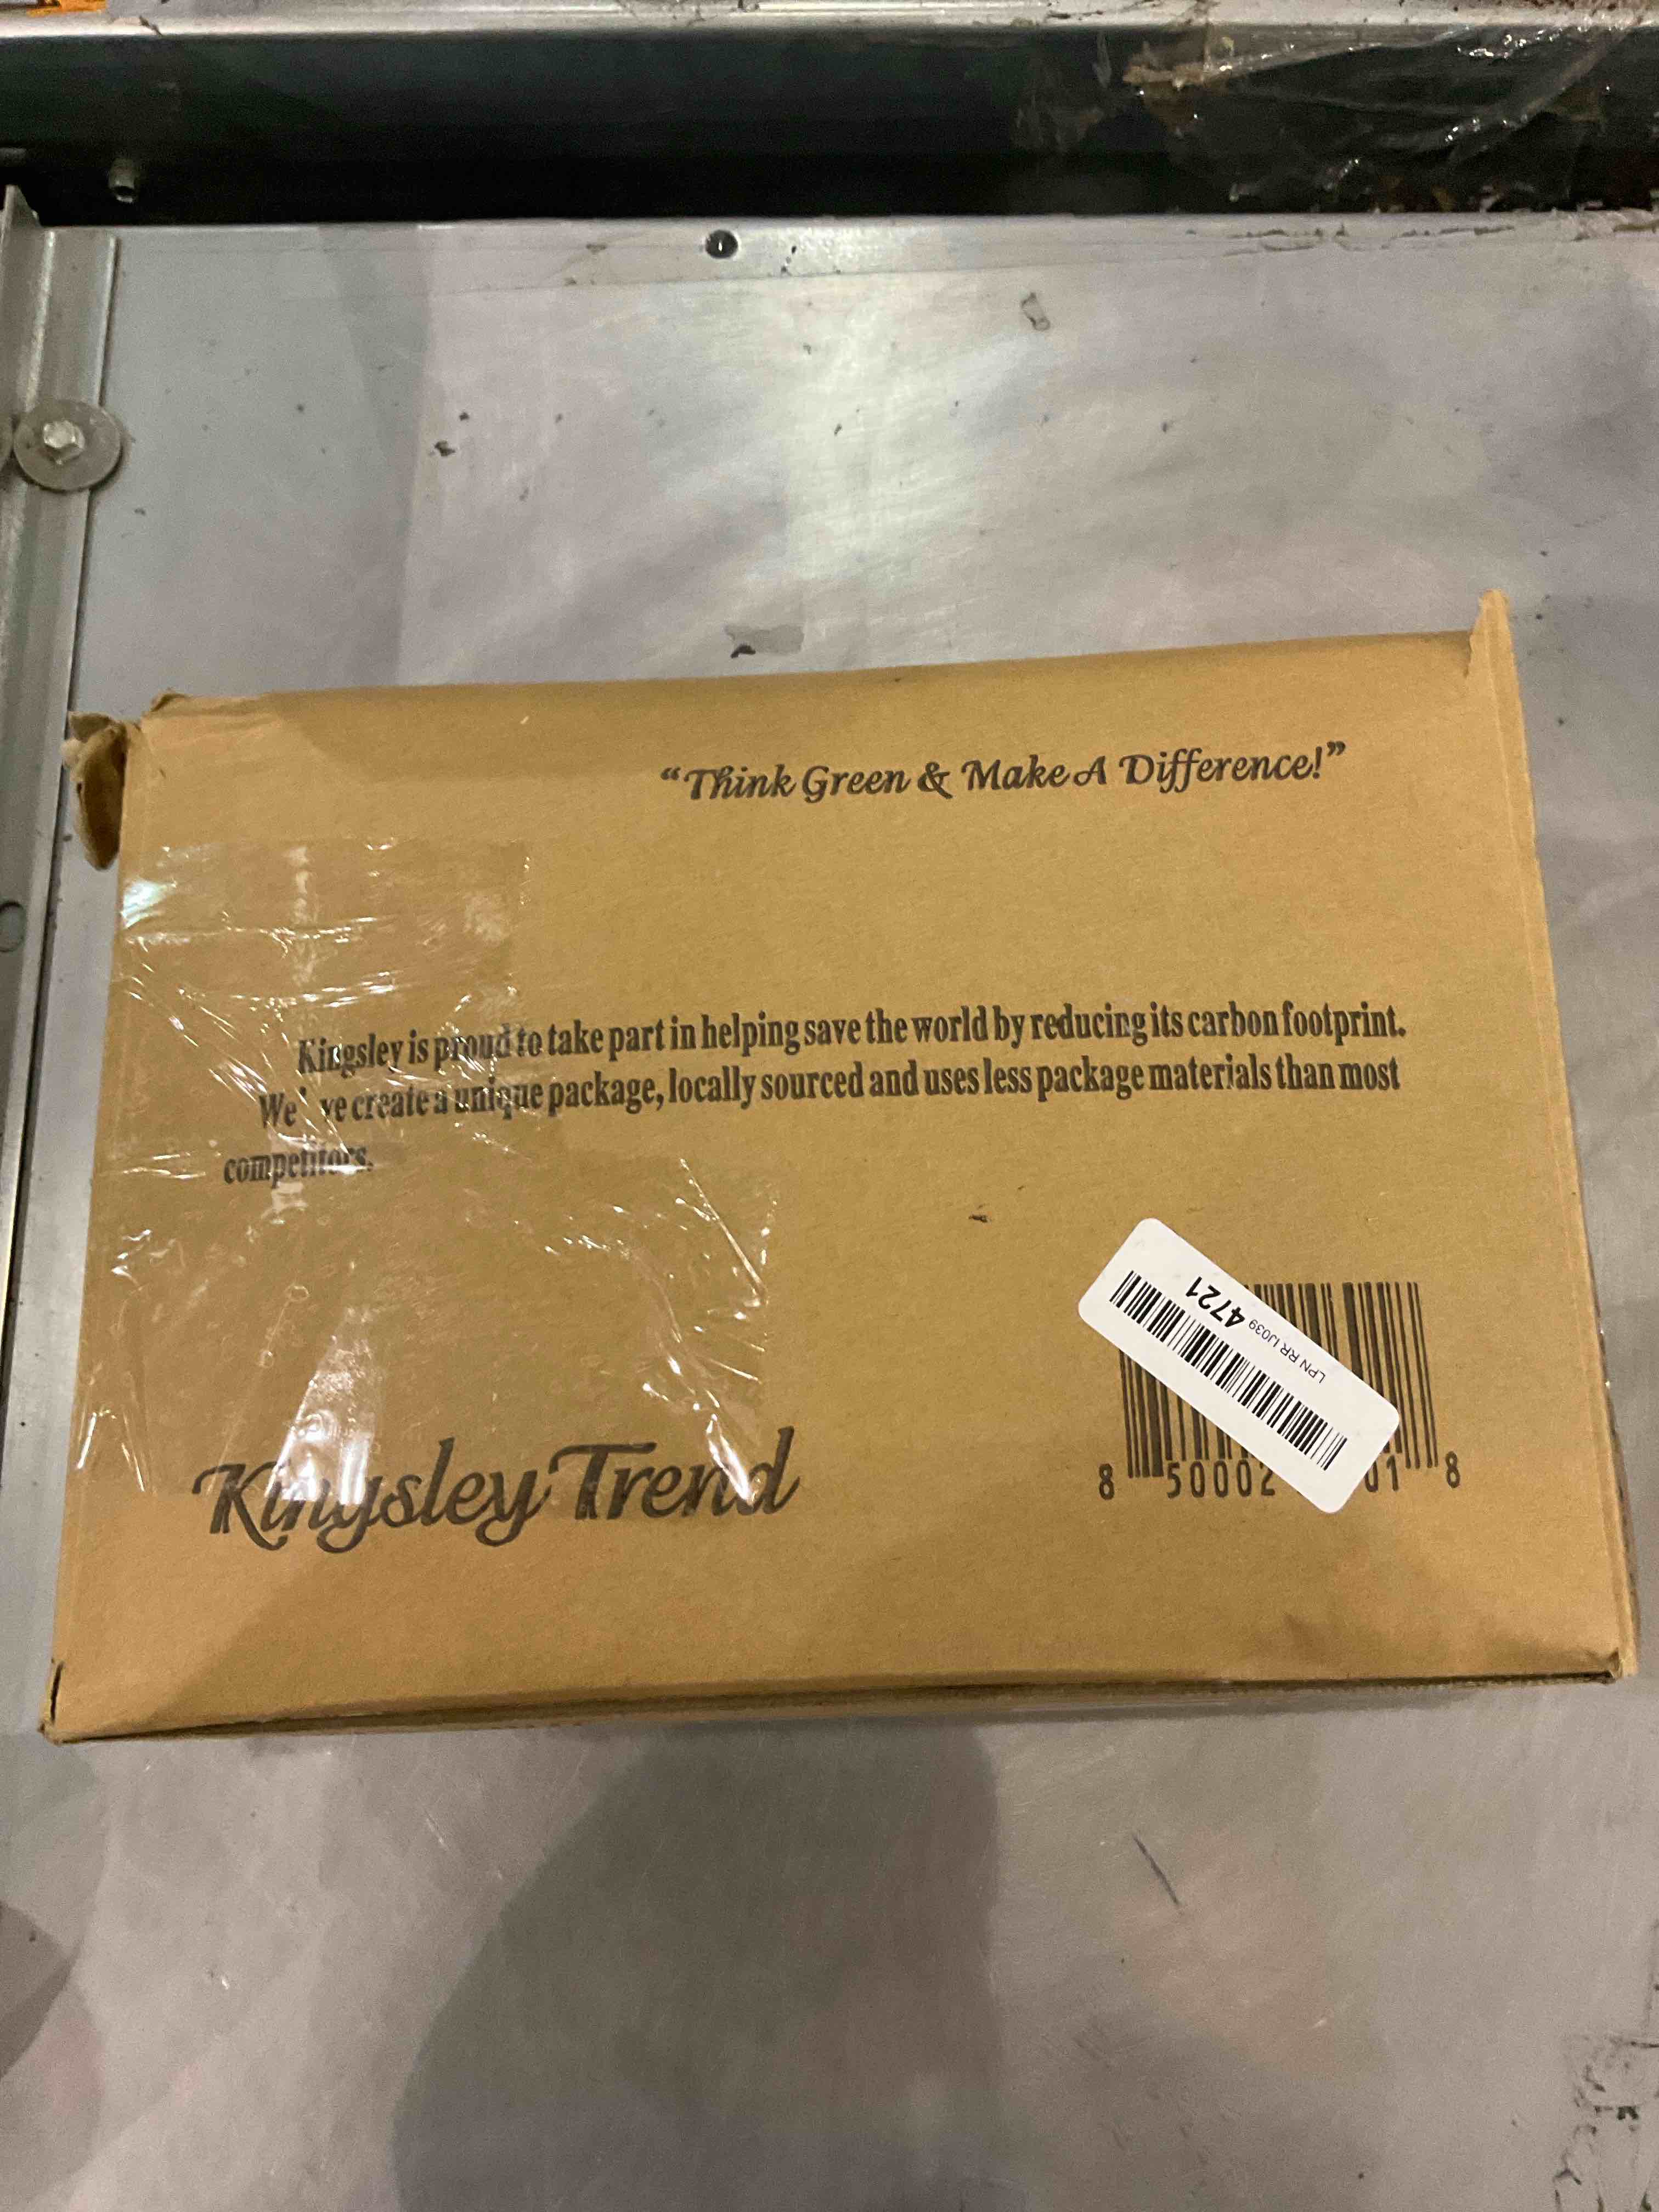 “Think Green & Make A Difference!”
Kingsley is proud to take part in helping save the world by reducing its carbon footprint.
We've create a unique package, locally sourced and uses less package materials than most
competitors.
Kingsley Trend
LPN RR IJ039 4721
8 50002 01 8